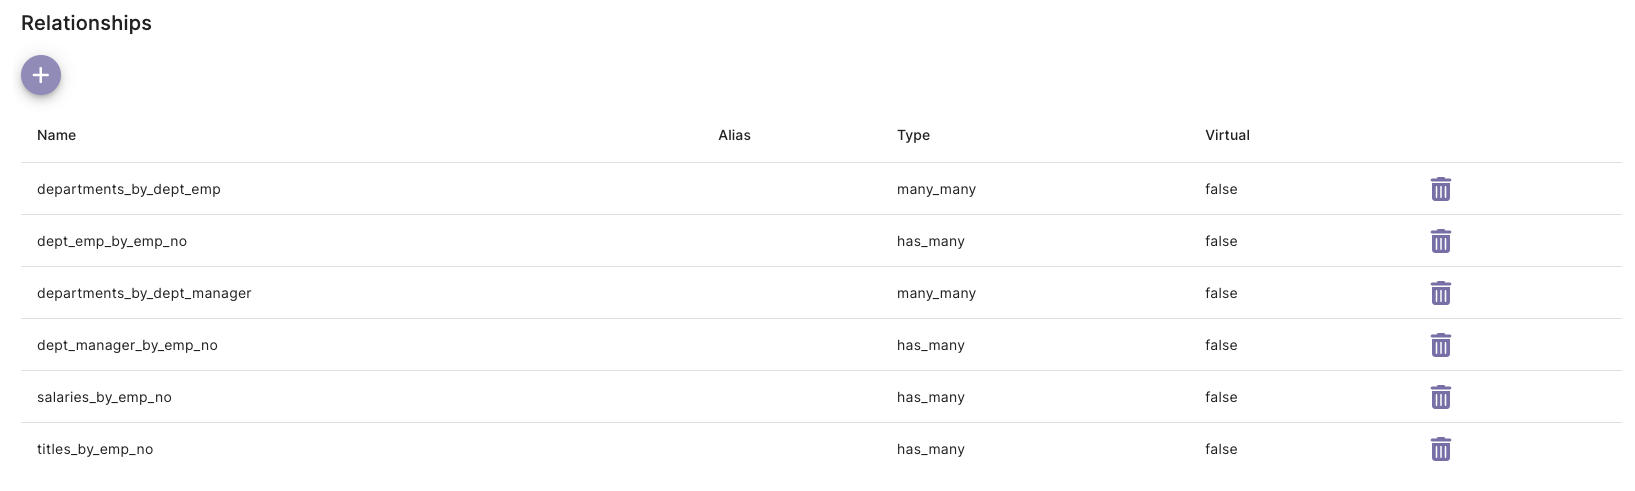 Relationships
+
Name Alias Type Virtual
departments_by_dept_emp many_many false
dept_emp_by_emp_no has_many false
departments_by_dept_manager many_many false
dept_manager_by_emp_no has_many false
salaries_by_emp_no has_many false
titles_by_emp_no has_many false